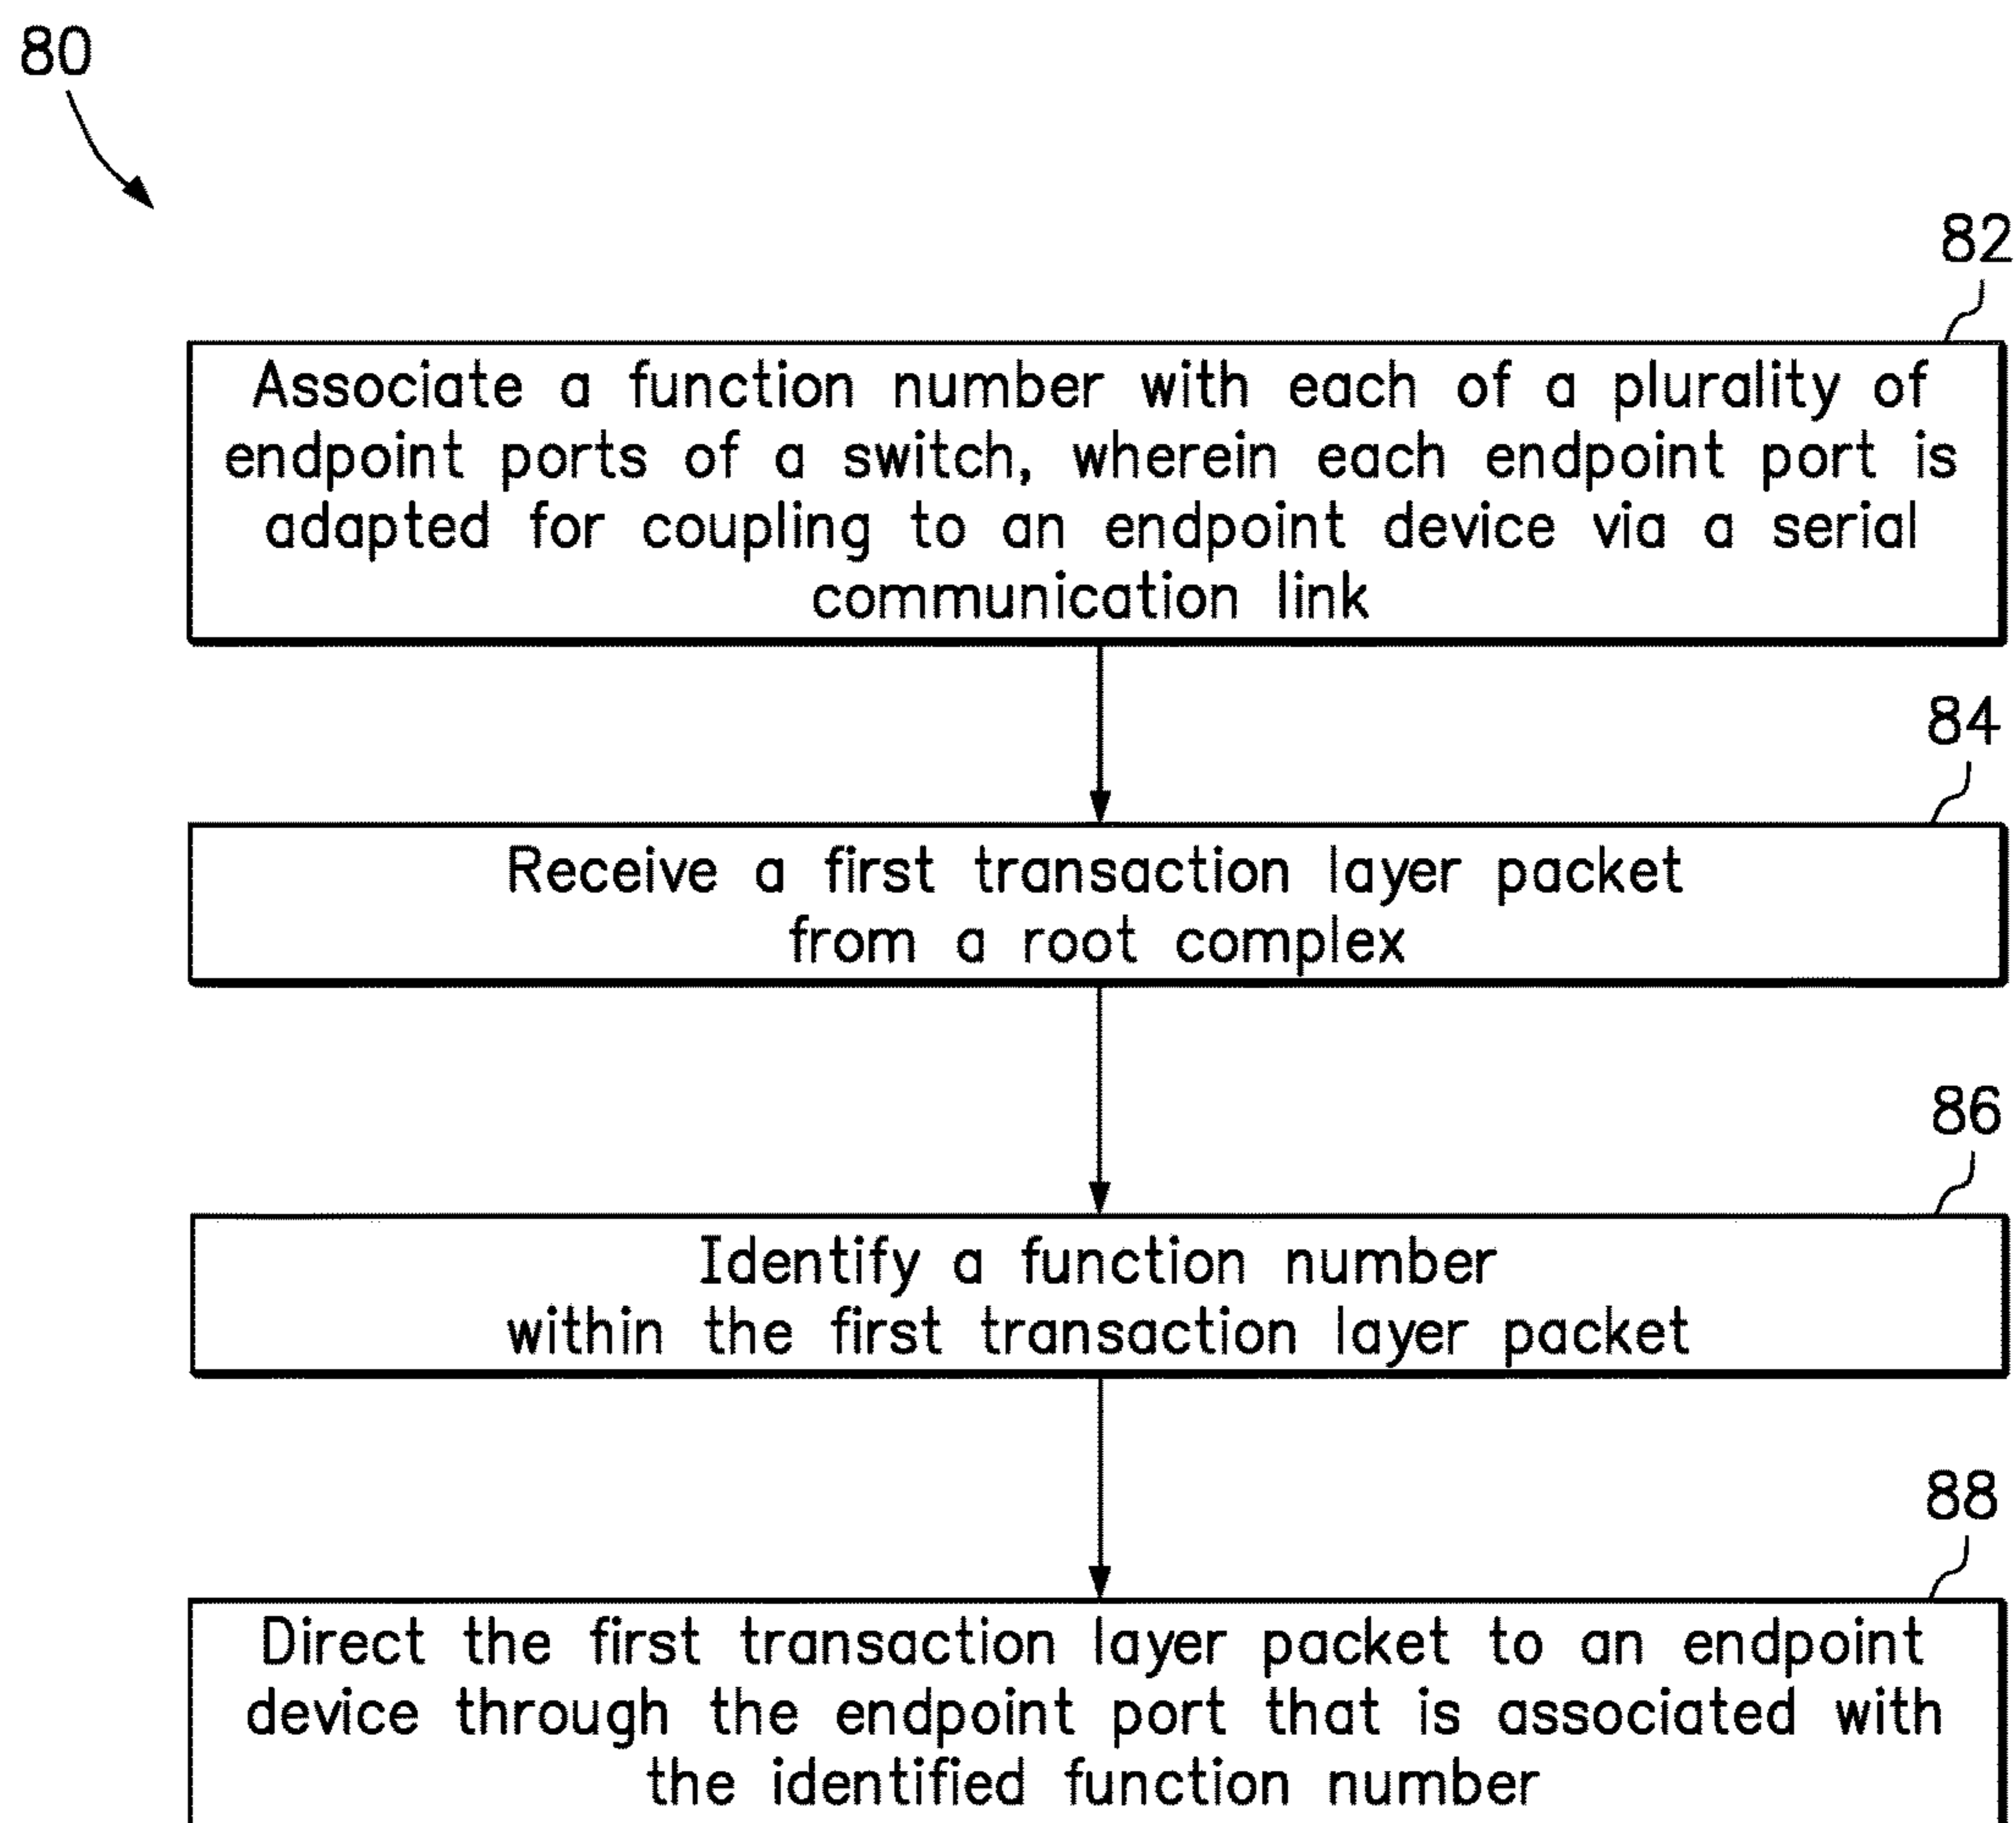 80
82
Associate a function number with each of a plurality of
endpoint ports of a switch, wherein each endpoint port is
adapted for coupling to an endpoint device via a serial
communication link
84
Receive a first transaction layer packet
from a root complex
86
Identify a function number
within the first transaction layer packet
88
Direct the first transaction layer packet to an endpoint
device through the endpoint port that is associated with
the identified function number